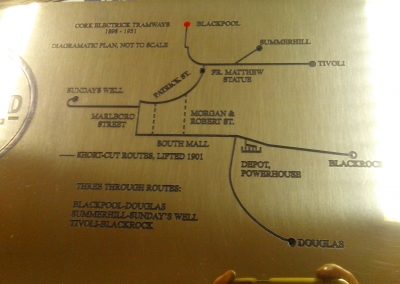 CORK ELECTRICK TRAMWAYS
1898 - 1931
BLACKPOOL
DIAGRAMATIC PLAN, NOT TO SCALE
SUMMERHILL
TIVOLI
FR. MATTHEW
STATUE
PATRICK ST.
SUNDAYS WELL
MARLBORO
STREET
MORGAN &
ROBERT ST.
SOUTH MALL
SHORT-CUT ROUTES, LIFTED 1901
DEPOT,
POWERHOUSE
BLACKROCK
THREE THROUGH ROUTES:
BLACKPOOL-DOUGLAS
SUMMERHILL-SUNDAY'S WELL
TIVOLI-BLACKROCK
DOUGLAS